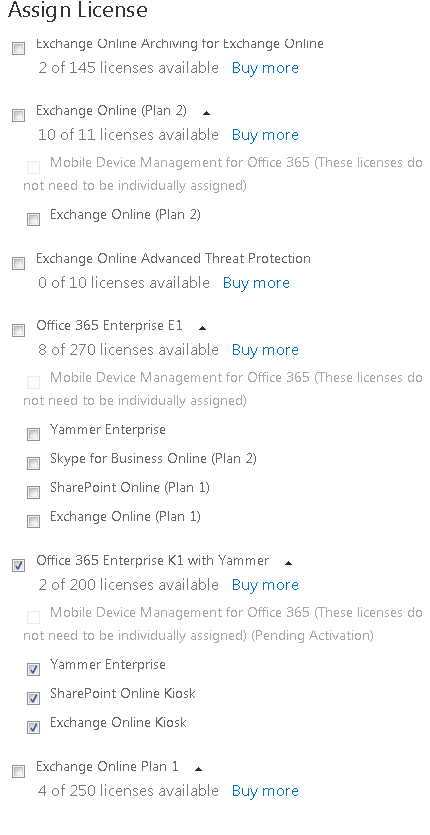 Assign License
Exchange Online Archiving for Exchange Online
2 of 145 licenses available Buy more
Exchange Online (Plan 2)
10 of 11 licenses available Buy more
Mobile Device Management for Office 365 (These licenses do
not need to be individually assigned)
Exchange Online (Plan 2)
Exchange Online Advanced Threat Protection
0 of 10 licenses available Buy more
Office 365 Enterprise E1
8 of 270 licenses available Buy more
Mobile Device Management for Office 365 (These licenses do
not need to be individually assigned)
Yammer Enterprise
Skype for Business Online (Plan 2)
SharePoint Online (Plan 1)
Exchange Online (Plan 1)
Office 365 Enterprise K1 with Yammer
2 of 200 licenses available Buy more
Mobile Device Management for Office 365 (These licenses do
not need to be individually assigned) (Pending Activation)
Yammer Enterprise
SharePoint Online Kiosk
Exchange Online Kiosk
Exchange Online Plan 1
4 of 250 licenses available Buy more